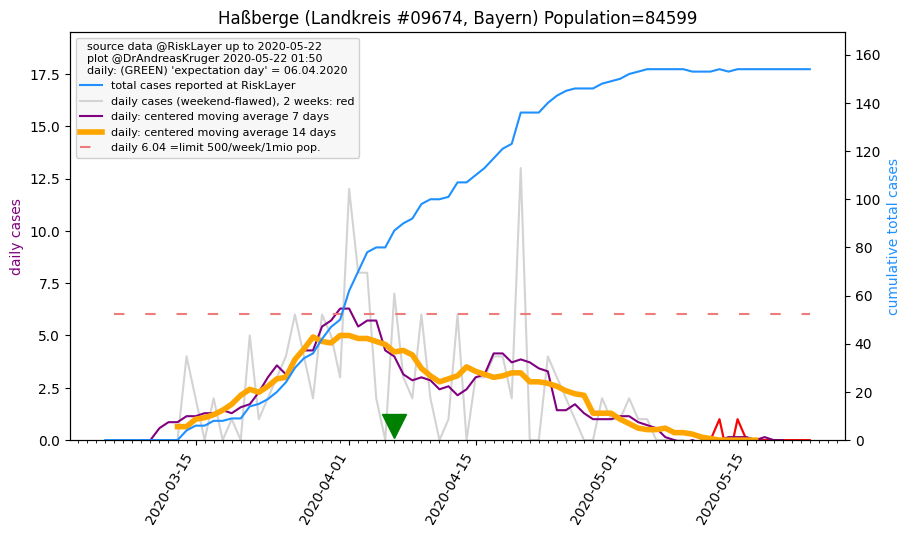 Haßberge (Landkreis #09674, Bayern) Population=84599
source data @RiskLayer up to 2020-05-22
plot @DrAndreasKruger 2020-05-22 01:50
daily: (GREEN) 'expectation day' = 06.04.2020
total cases reported at RiskLayer
daily cases (weekend-flawed), 2 weeks: red
daily: centered moving average 7 days
daily: centered moving average 14 days
daily 6.04 =limit 500/week/1mio pop.
daily cases
17.5
15.0
12.5
10.0
7.5
5.0
2.5
0.0
cumulative total cases
160
140
120
100
80
60
40
20
0
2020-03-15
2020-04-01
2020-04-15
2020-05-01
2020-05-15